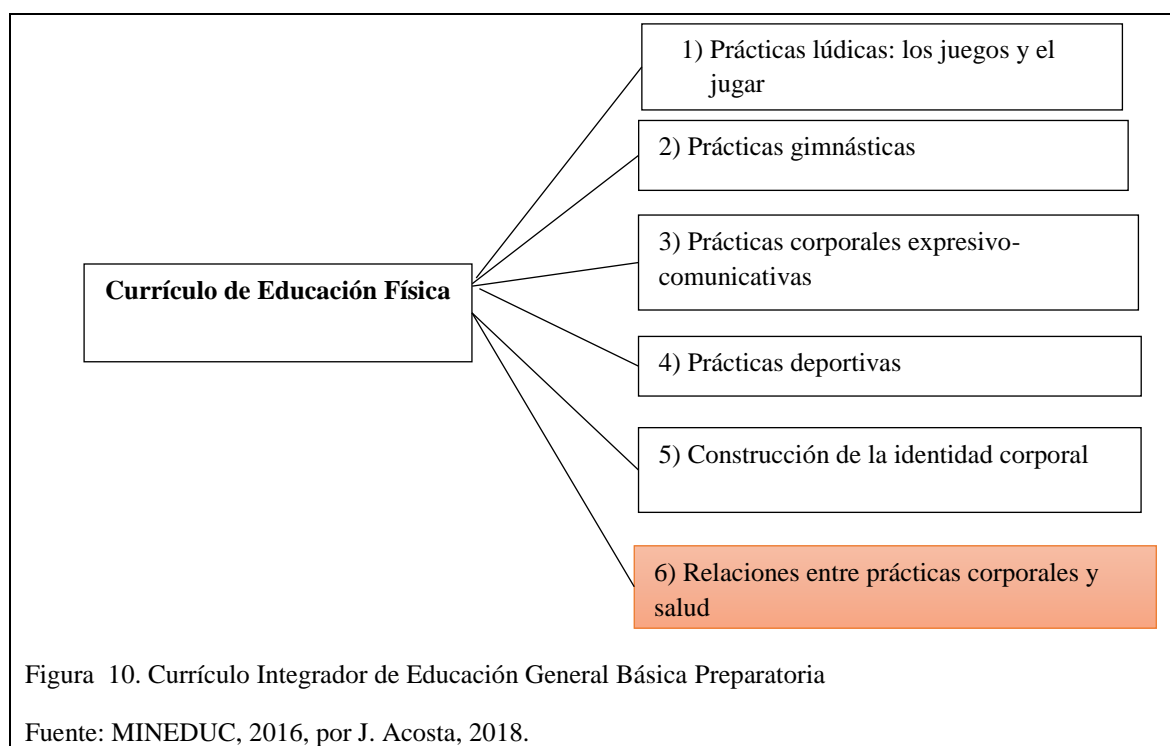 1) Prácticas lúdicas: los juegos y el
jugar
2) Prácticas gimnásticas
3) Prácticas corporales expresivo-
comunicativas
Currículo de Educación Física
4) Prácticas deportivas
5) Construcción de la identidad corporal
6) Relaciones entre prácticas corporales y
salud
Figura 10. Currículo Integrador de Educación General Básica Preparatoria
Fuente: MINEDUC, 2016, por J. Acosta, 2018.